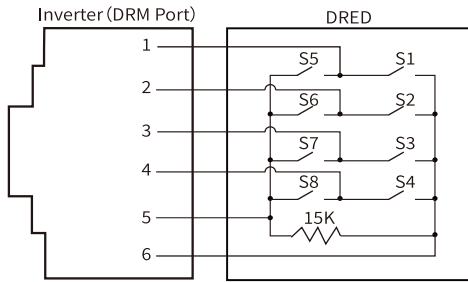 Inverter (DRM Port)
DRED
1
S5
S1
2
S6
S2
3
S7
S3
4
S8
S4
5
15K
6